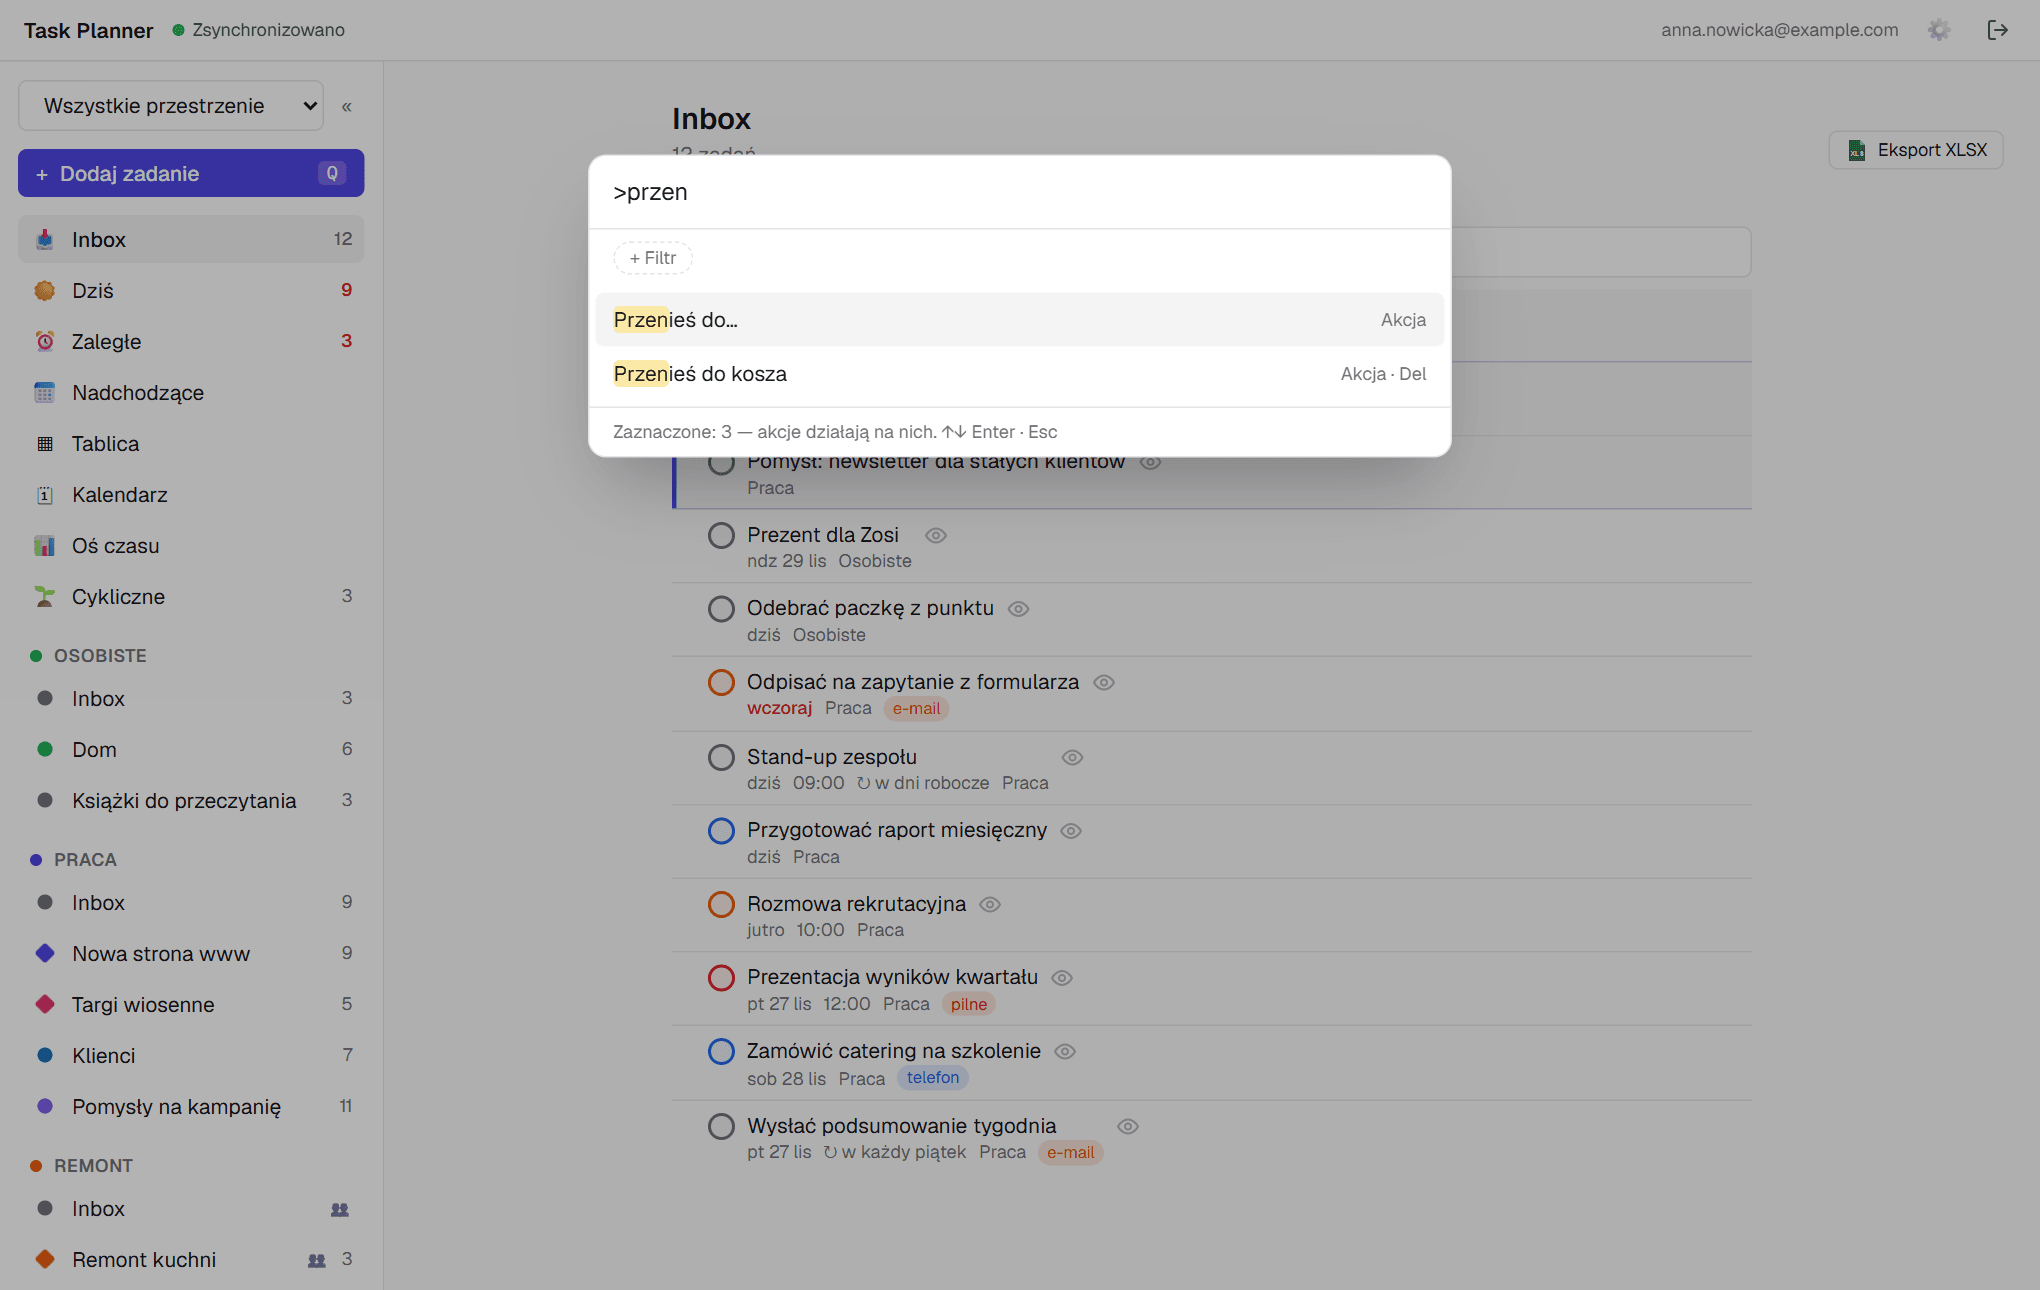 Task Planner
Zsynchronizowano
anna.nowicka@example.com
Wszystkie przestrzenie
«
+ Dodaj zadanie Q
Inbox 12
Dziś 9
Zaległe 3
Nadchodzące
Tablica
Kalendarz
Oś czasu
Cykliczne 3
OSOBISTE
Inbox 3
Dom 6
Książki do przeczytania 3
PRACA
Inbox 9
Nowa strona www 9
Targi wiosenne 5
Klienci 7
Pomysły na kampanię 11
REMONT
Inbox
Remont kuchni 3
Inbox
12 zadań
Eksport XLSX
>przen
+ Filtr
Przenieś do… Akcja
Przenieś do kosza Akcja · Del
Zaznaczone: 3 — akcje działają na nich. ↑↓ Enter · Esc
Pomysł: newsletter dla stałych klientów
Praca
Prezent dla Zosi
ndz 29 lis Osobiste
Odebrać paczkę z punktu
dziś Osobiste
Odpisać na zapytanie z formularza
wczoraj Praca e-mail
Stand-up zespołu
dziś 09:00 ↻ w dni robocze Praca
Przygotować raport miesięczny
dziś Praca
Rozmowa rekrutacyjna
jutro 10:00 Praca
Prezentacja wyników kwartału
pt 27 lis 12:00 Praca pilne
Zamówić catering na szkolenie
sob 28 lis Praca telefon
Wysłać podsumowanie tygodnia
pt 27 lis ↻ w każdy piątek Praca e-mail